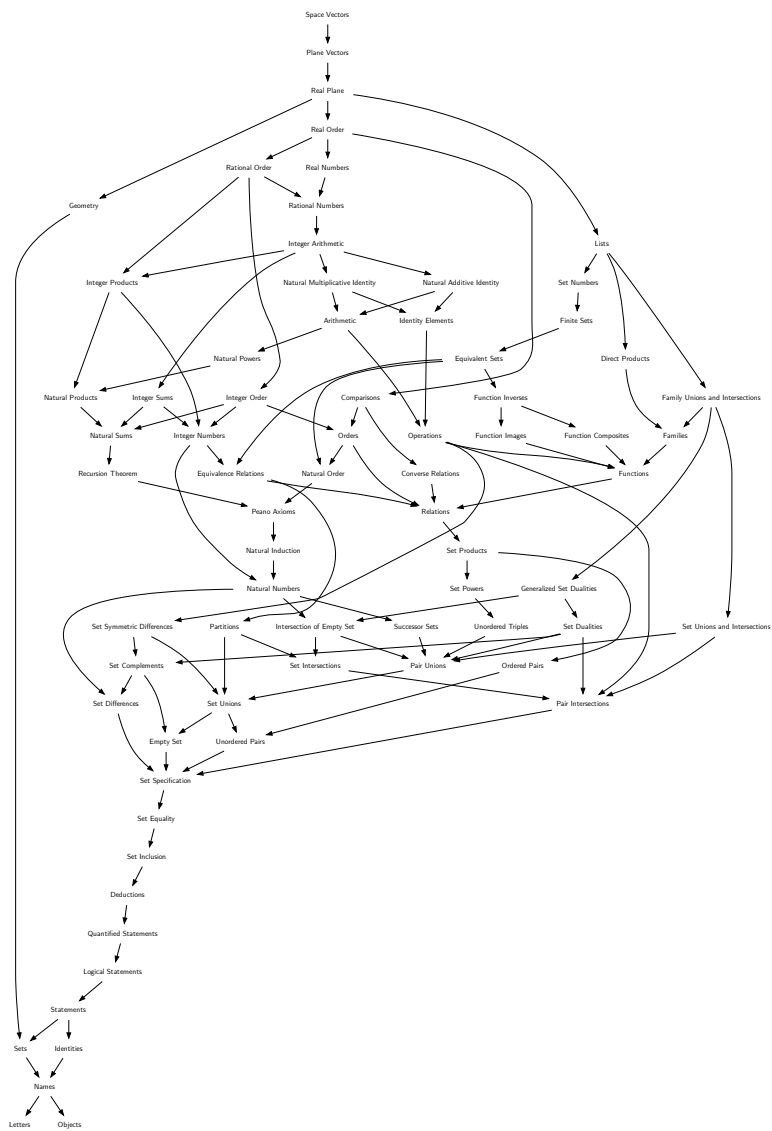 Space Vectors
Plane Vectors
Real Plane
Real Order
Rational Order
Real Numbers
Geometry
Rational Numbers
Integer Arithmetic
Lists
Integer Products
Natural Multiplicative Identity
Natural Additive Identity
Set Numbers
Arithmetic
Identity Elements
Finite Sets
Natural Powers
Equivalent Sets
Direct Products
Natural Products
Integer Sums
Integer Order
Comparisons
Function Inverses
Family Unions and Intersections
Natural Sums
Integer Numbers
Orders
Operations
Function Images
Function Composites
Families
Recursion Theorem
Equivalence Relations
Natural Order
Converse Relations
Functions
Peano Axioms
Relations
Natural Induction
Set Products
Natural Numbers
Set Powers
Generalized Set Dualities
Set Symmetric Differences
Partitions
Intersection of Empty Set
Successor Sets
Unordered Triples
Set Dualities
Set Unions and Intersections
Set Complements
Set Intersections
Pair Unions
Ordered Pairs
Set Differences
Set Unions
Pair Intersections
Empty Set
Unordered Pairs
Set Specification
Set Equality
Set Inclusion
Deductions
Quantified Statements
Logical Statements
Statements
Sets
Identities
Names
Letters
Objects